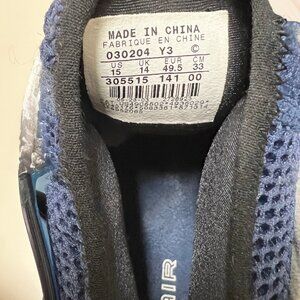 MADE IN CHINA
FABRIQUE EN CHINE
030204 Y3 ©
US UK EUR CM
15 14 49.5 33
305515 141 00
AIR